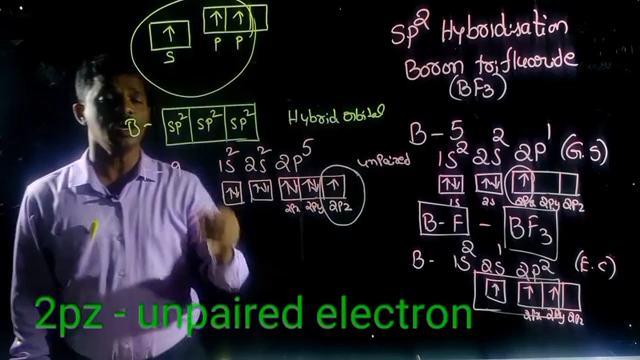 S
P P
B - SP² SP² SP² Hybrid orbital
9 1S² 2S² 2P⁵ unpaired
2Px 2Py 2Pz
SP² Hybridisation
Boron trifluoride
(BF3)
B - 5
1S² 2S² 2P¹ (G.S)
1S 2S 2Px 2Py 2Pz
B-F - BF3
B- 1S² 2S¹ 2P² (E.C)
2Px 2Py 2Pz
2pz - unpaired electron